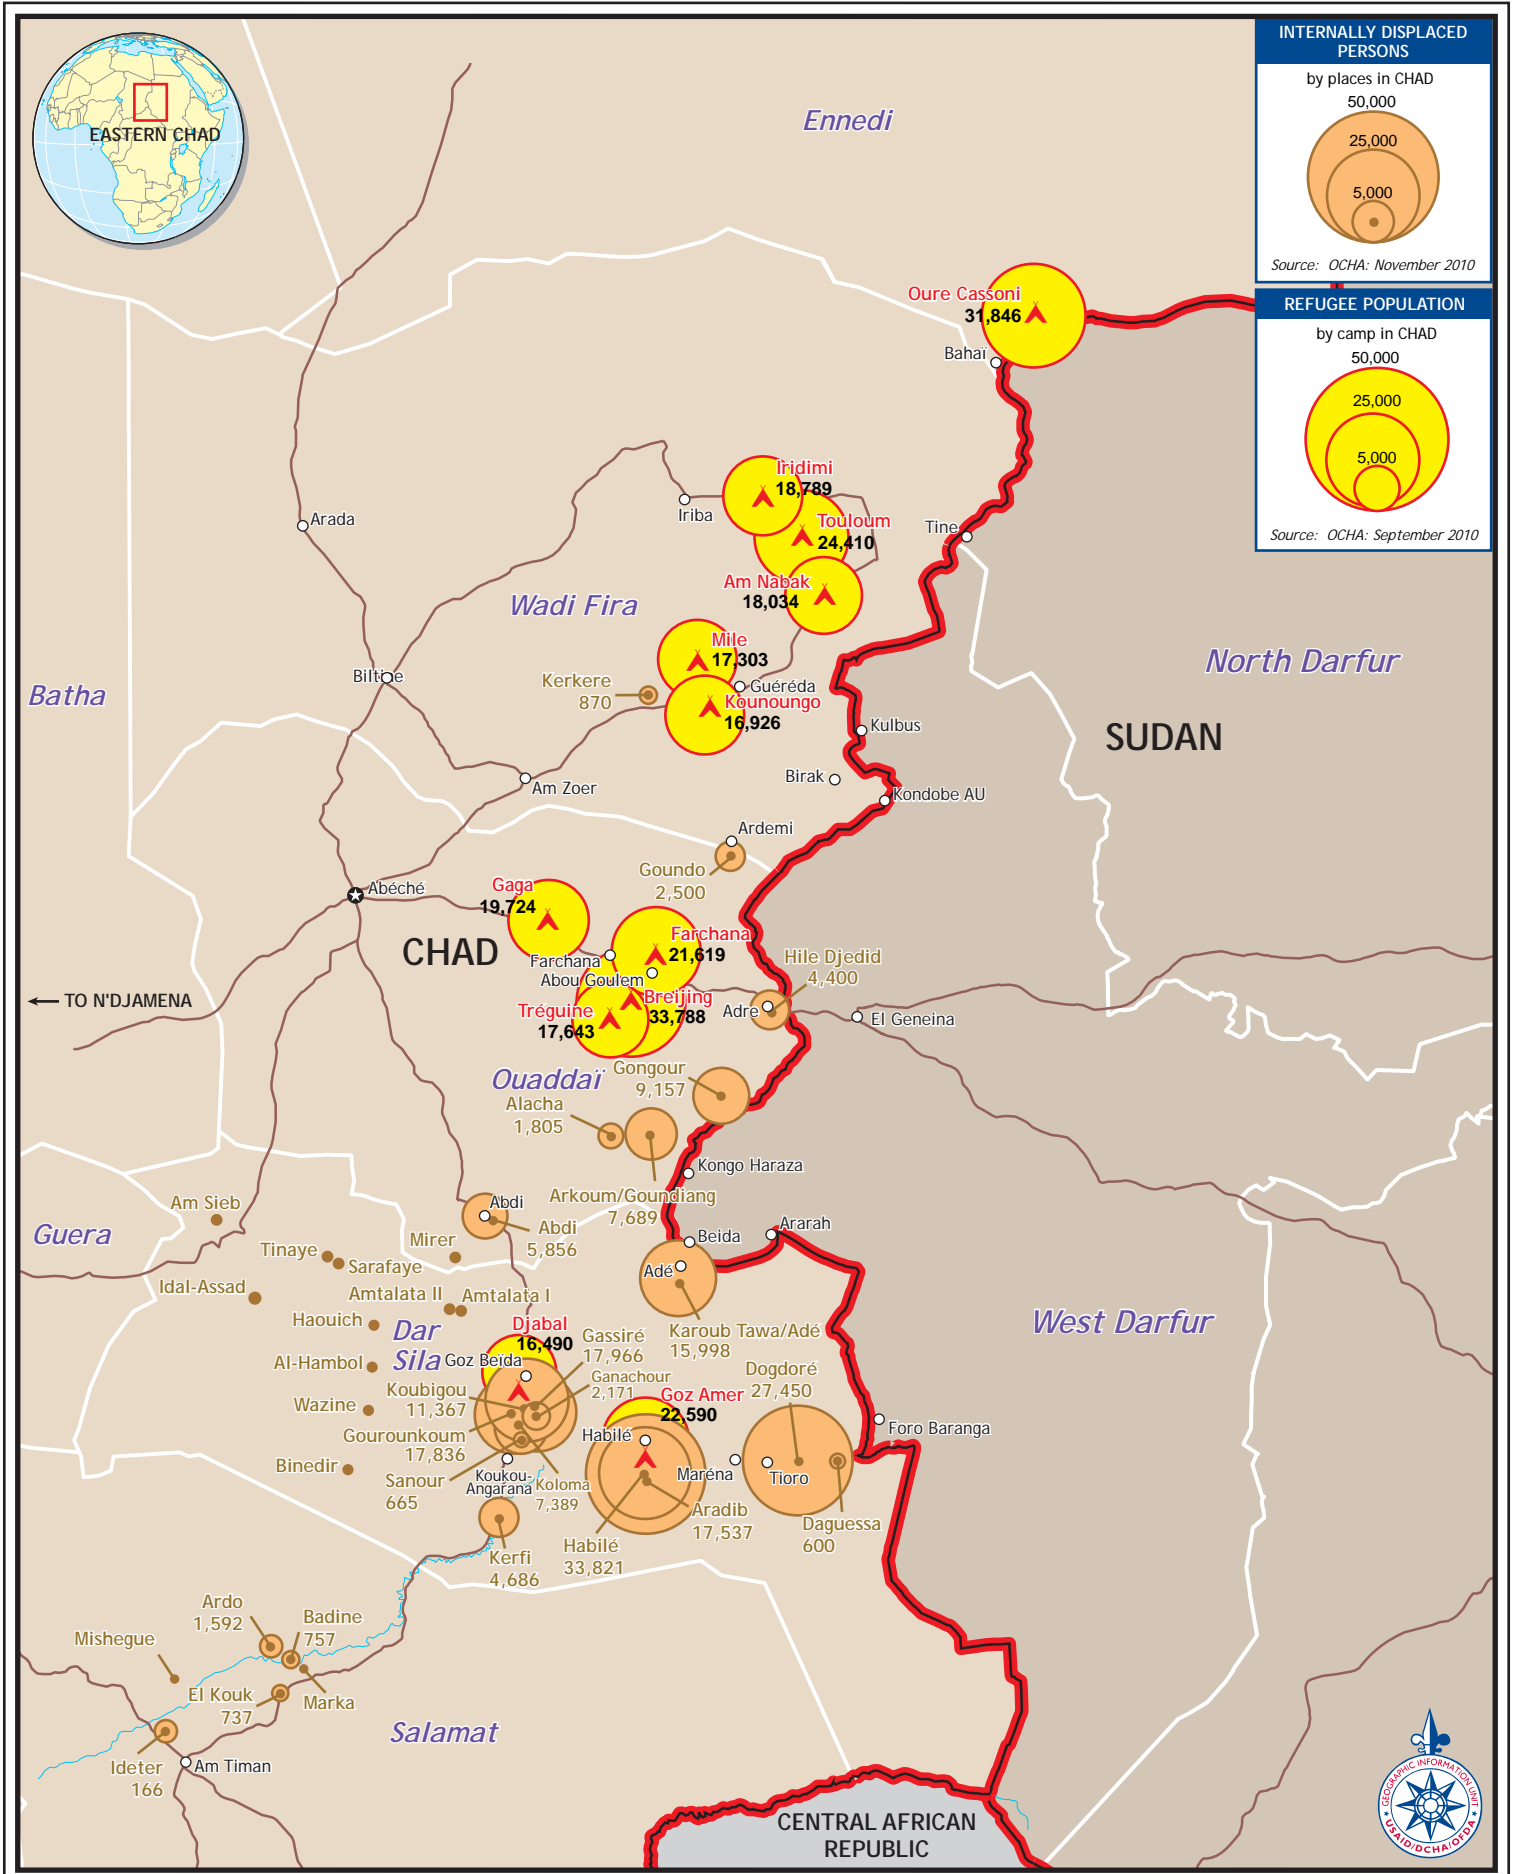 INTERNALLY DISPLACED
PERSONS
by places in CHAD
50,000
25,000
5,000
Source: OCHA: November 2010
REFUGEE POPULATION
by camp in CHAD
50,000
25,000
5,000
Source: OCHA: September 2010
EASTERN CHAD
Ennedi
Oure Cassoni
31,846
Bahaï
Iridimi
18,789
Iriba
Touloum
24,410
Arada
Tine
Am Nabak
18,034
Wadi Fira
Mile
17,303
North Darfur
Biltine
Kerkere
870
Guéréda
Batha
Kounoungo
16,926
Kulbus
SUDAN
Birak
Am Zoer
Kondobe AU
Ardemi
Goundo
2,500
Abéché
Gaga
19,724
CHAD
Farchana
21,619
Farchana
Abou Goulem
Hile Djedid
4,400
TO N'DJAMENA
Breijing
33,788
Tréguine
17,643
Adre
El Geneina
Ouaddaï
Gongour
9,157
Alacha
1,805
Kongo Haraza
Arkoum/Goundiang
7,689
Am Sieb
Abdi
Abdi
5,856
Guera
Mirer
Beida
Ararah
Tinaye
Sarafaye
Adé
Idal-Assad
Amtalata II
Amtalata I
Haouich
Dar
Sila
Djabal
16,490
West Darfur
Karoub Tawa/Adé
15,998
Gassiré
17,966
Goz Beïda
Al-Hambol
Ganachour
2,171
Dogdoré
27,450
Koubigou
11,367
Goz Amer
22,590
Wazine
Gourounkoum
17,836
Habilé
Foro Baranga
Binedir
Sanour
665
Koukou-
Angarana
Koloma
7,389
Maréna
Tioro
Aradib
17,537
Daguessa
600
Kerfi
4,686
Habilé
33,821
Ardo
1,592
Badine
757
Mishegue
El Kouk
737
Marka
Salamat
Ideter
166
Am Timan
CENTRAL AFRICAN
REPUBLIC
GEOGRAPHIC INFORMATION UNIT
USAID/DCHA/OFDA